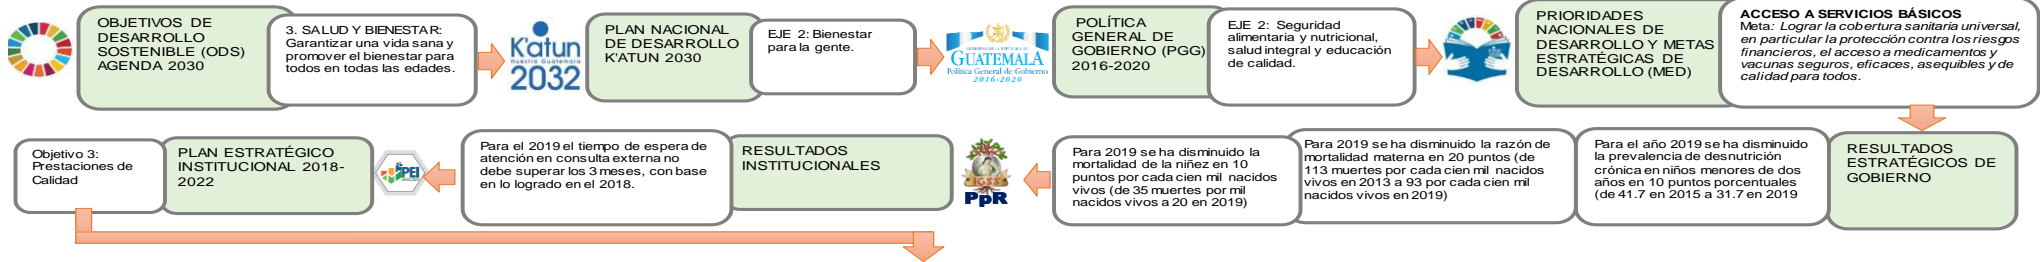 OBJETIVOS DE
DESARROLLO
SOSTENIBLE (ODS)
AGENDA 2030
3. SALUD Y BIENESTAR:
Garantizar una vida sana y
promover el bienestar para
todos en todas las edades.
K'atun
Nuestra Guatemala
2032
PLAN NACIONAL
DE DESARROLLO
K'ATUN 2030
EJE 2: Bienestar
para la gente.
GOBIERNO DE LA REPÚBLICA DE
GUATEMALA
Política General de Gobierno
2016-2020
POLÍTICA
GENERAL DE
GOBIERNO (PGG)
2016-2020
EJE 2: Seguridad
alimentaria y nutricional,
salud integral y educación
de calidad.
PRIORIDADES
NACIONALES DE
DESARROLLO Y METAS
ESTRATÉGICAS DE
DESARROLLO (MED)
ACCESO A SERVICIOS BÁSICOS
Meta: Lograr la cobertura sanitaria universal,
en particular la protección contra los riesgos
financieros, el acceso a medicamentos y
vacunas seguros, eficaces, asequibles y de
calidad para todos.
Objetivo 3:
Prestaciones de
Calidad
PLAN ESTRATÉGICO
INSTITUCIONAL 2018-
2022
PEI
Para el 2019 el tiempo de espera de
atención en consulta externa no
debe superar los 3 meses, con base
en lo logrado en el 2018.
RESULTADOS
INSTITUCIONALES
IGSS
PpR
Para 2019 se ha disminuido la
mortalidad de la niñez en 10
puntos por cada cien mil nacidos
vivos (de 35 muertes por mil
nacidos vivos a 20 en 2019)
Para 2019 se ha disminuido la razón de
mortalidad materna en 20 puntos (de
113 muertes por cada cien mil nacidos
vivos en 2013 a 93 por cada cien mil
nacidos vivos en 2019)
Para el año 2019 se ha disminuido
la prevalencia de desnutrición
crónica en niños menores de dos
años en 10 puntos porcentuales
(de 41.7 en 2015 a 31.7 en 2019
RESULTADOS
ESTRATÉGICOS DE
GOBIERNO